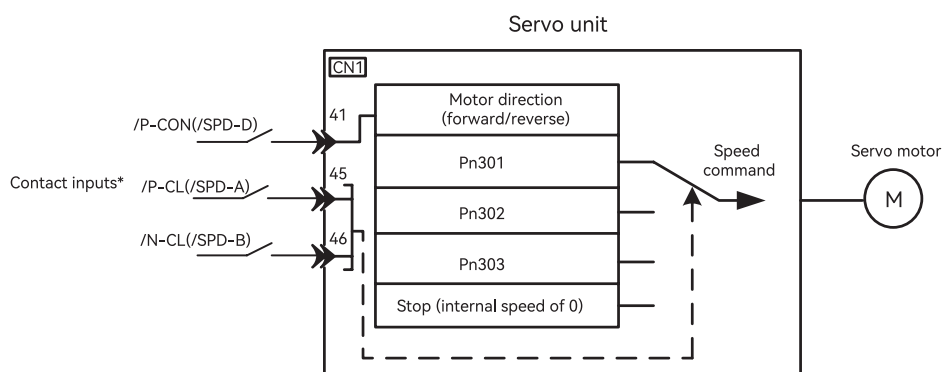 Servo unit
CN1
41
/P-CON(/SPD-D)
Motor direction
(forward/reverse)
Pn301
Speed
command
Servo motor
Contact inputs*
45
/P-CL(/SPD-A)
M
Pn302
46
/N-CL(/SPD-B)
Pn303
Stop (internal speed of 0)